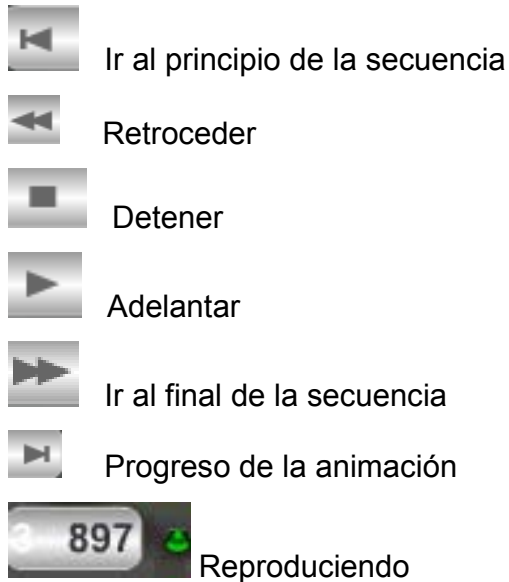 Ir al principio de la secuencia
Retroceder
Detener
Adelantar
Ir al final de la secuencia
Progreso de la animación
897
Reproduciendo